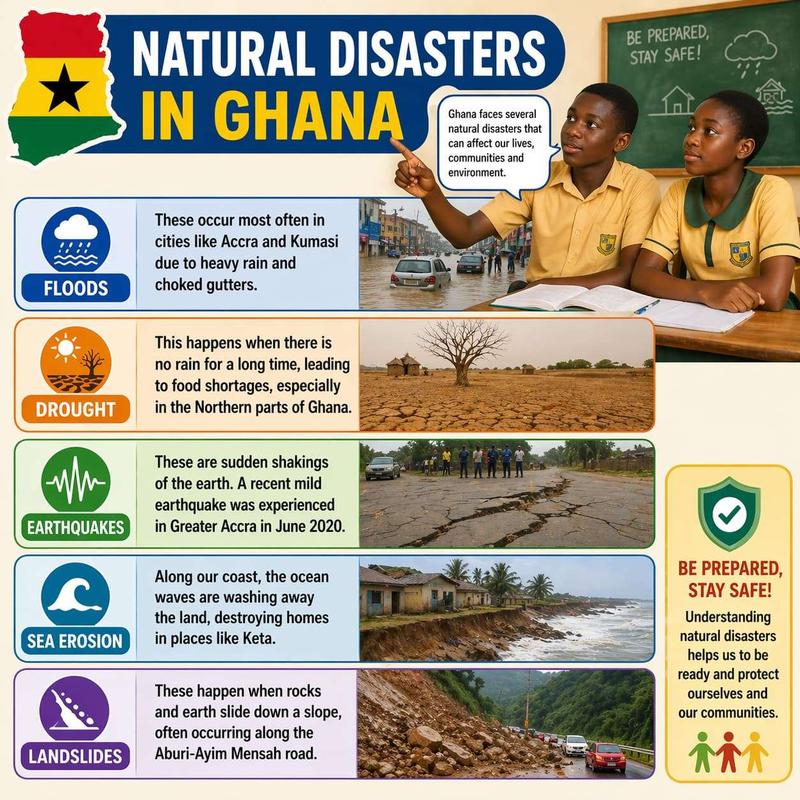 NATURAL DISASTERS
IN GHANA
Ghana faces several
natural disasters that
can affect our lives,
communities and
environment.
BE PREPARED,
STAY SAFE!
FLOODS
These occur most often in
cities like Accra and Kumasi
due to heavy rain and
choked gutters.
DROUGHT
This happens when there is
no rain for a long time, leading
to food shortages, especially
in the Northern parts of Ghana.
EARTHQUAKES
These are sudden shakings
of the earth. A recent mild
earthquake was experienced
in Greater Accra in June 2020.
SEA EROSION
Along our coast, the ocean
waves are washing away
the land, destroying homes
in places like Keta.
LANDSLIDES
These happen when rocks
and earth slide down a slope,
often occurring along the
Aburi-Ayim Mensah road.
BE PREPARED,
STAY SAFE!
Understanding
natural disasters
helps us to be
ready and protect
ourselves and
our communities.